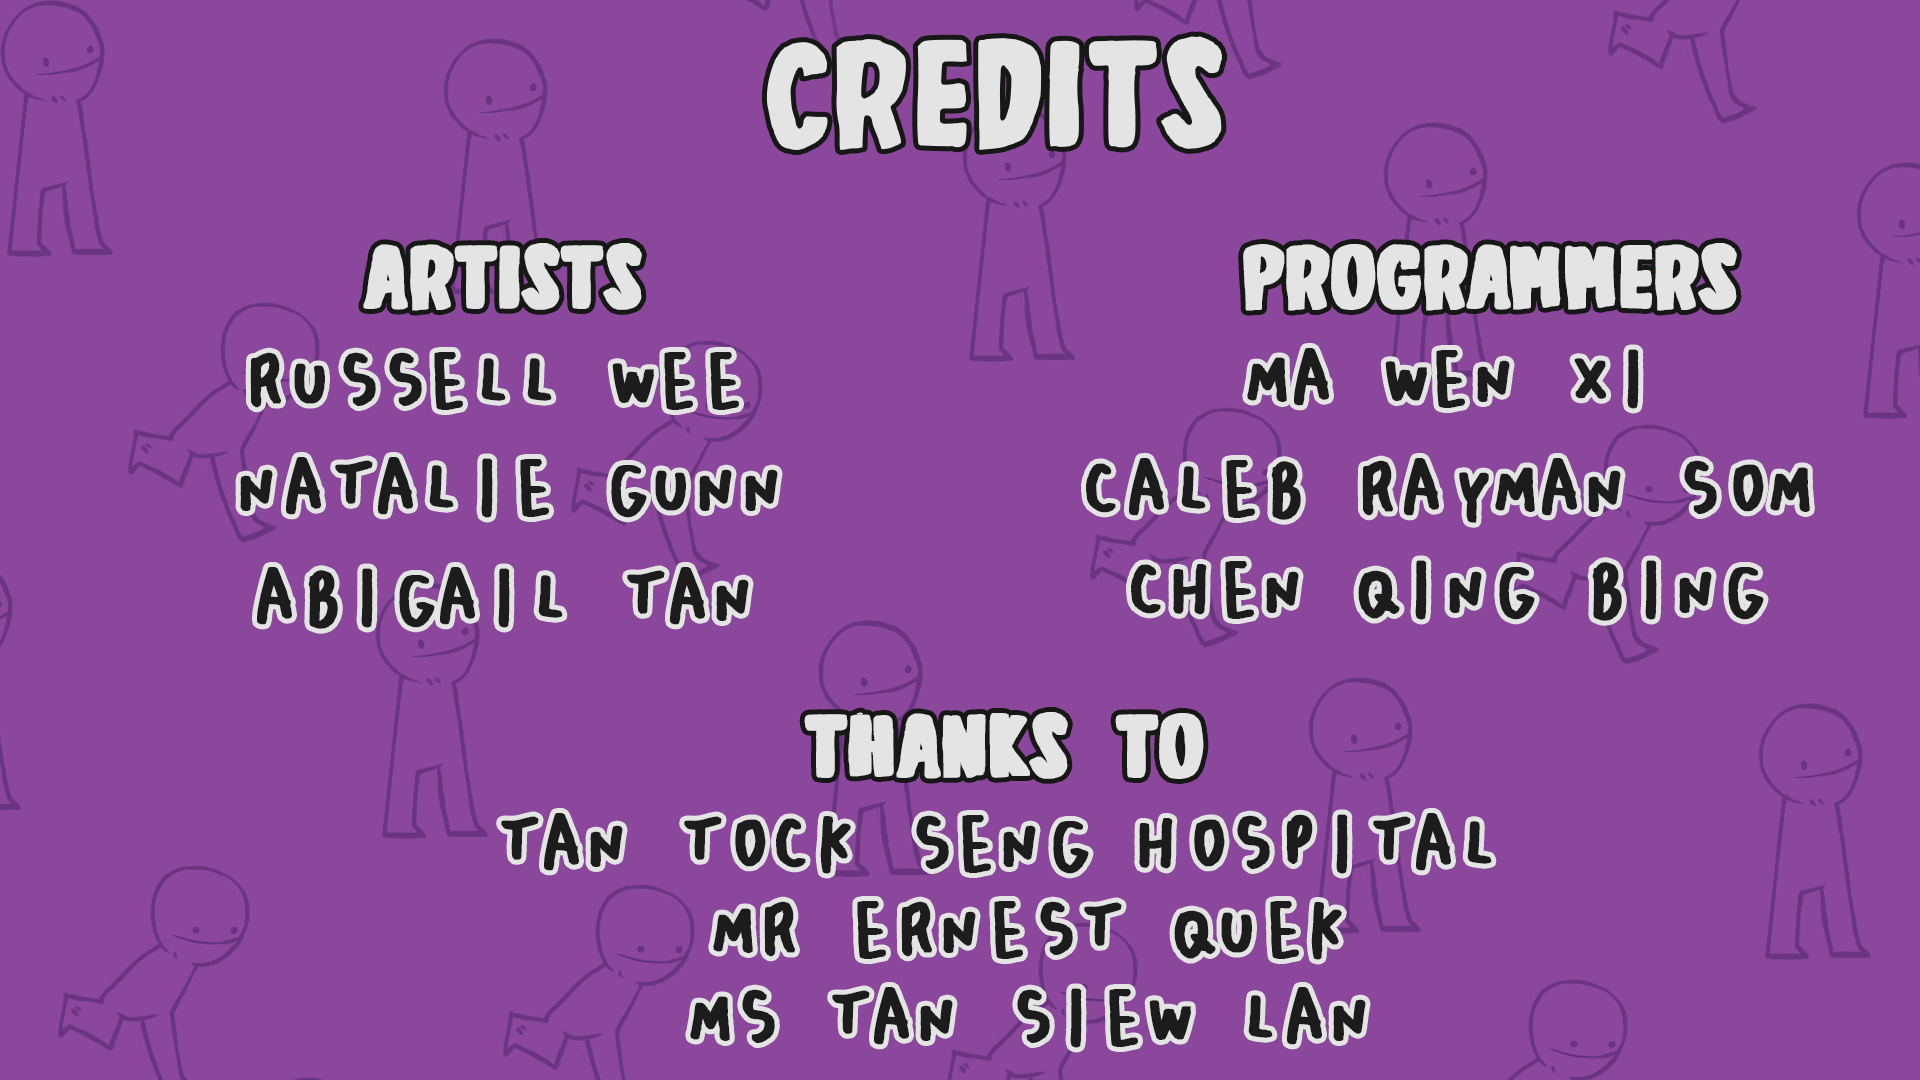 CREDITS
ARTISTS
RUSSELL WEE
NATALIE GUNN
ABIGAIL TAN
PROGRAMMERS
MA WEN XI
CALEB RAYMAN SOM
CHEN QING BING
THANKS TO
TAN TOCK SENG HOSPITAL
MR ERNEST QUEK
MS TAN SIEW LAN